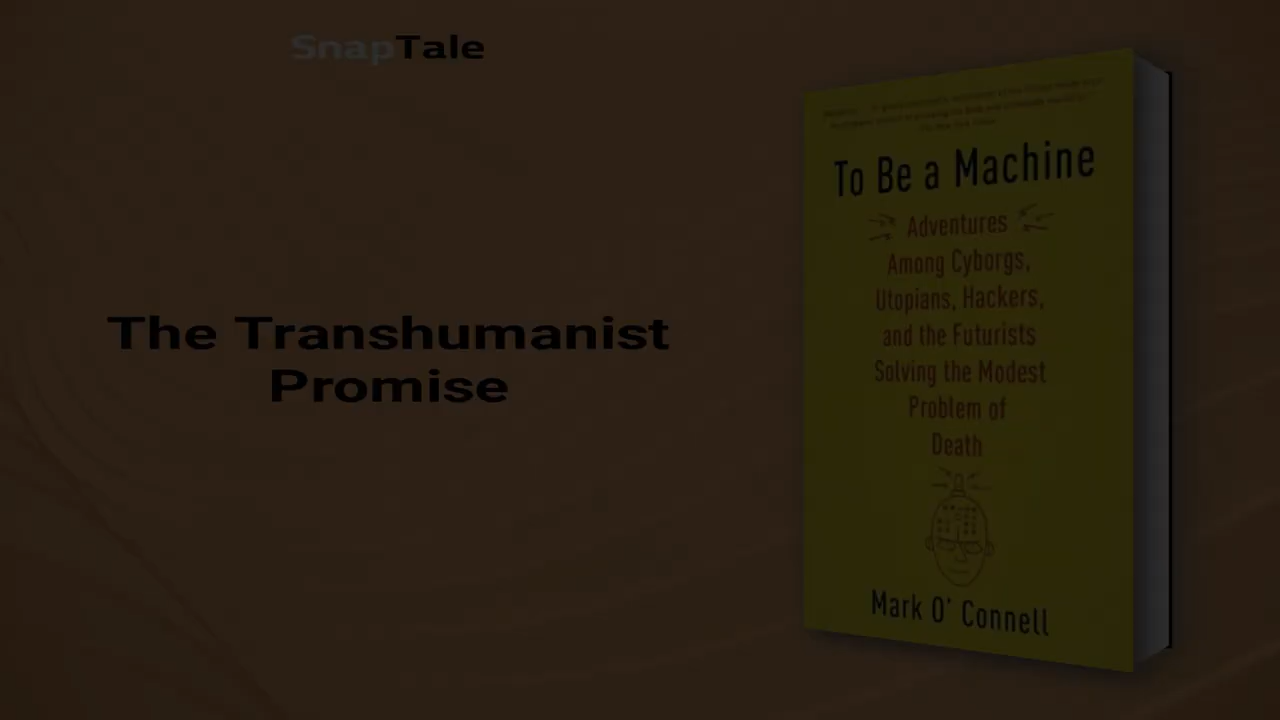 SnapTale
The Transhumanist
Promise
To Be a Machine
Adventures
Among Cyborgs,
Utopians, Hackers,
and the Futurists
Solving the Modest
Problem of
Death
Mark O' Connell